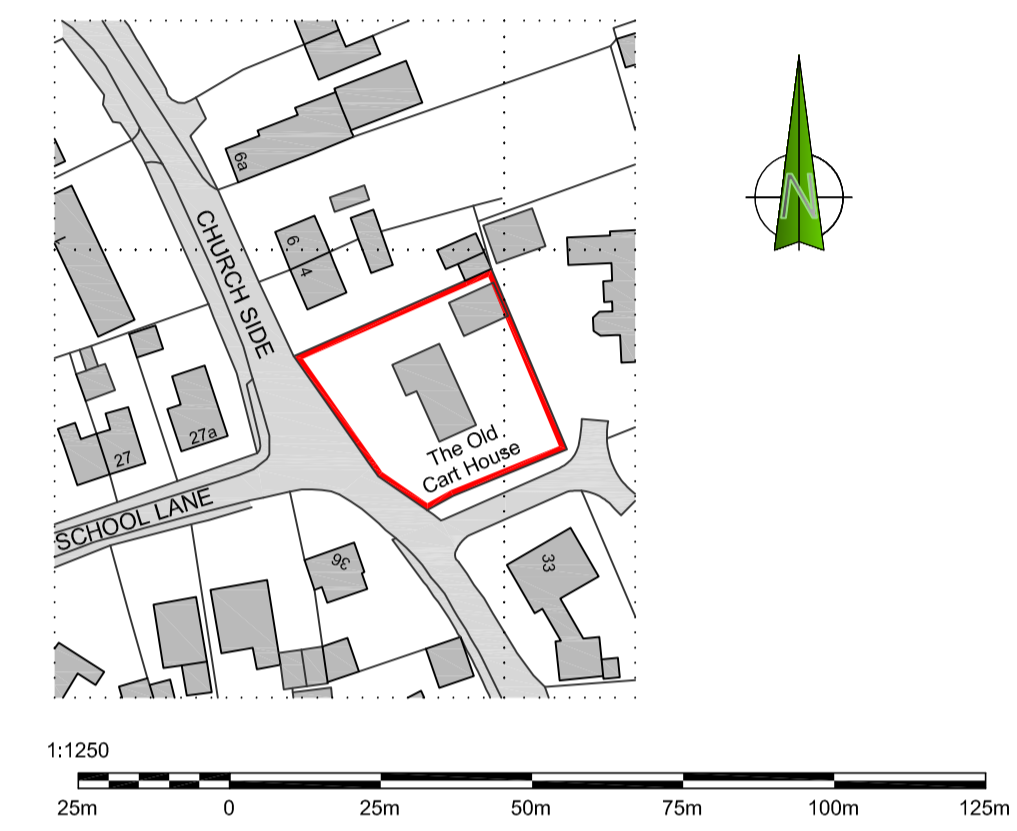 6a
6
4
CHURCH SIDE
27a
27
The Old
Cart House
SCHOOL LANE
36
33
N
1:1250
25m 0 25m 50m 75m 100m 125m